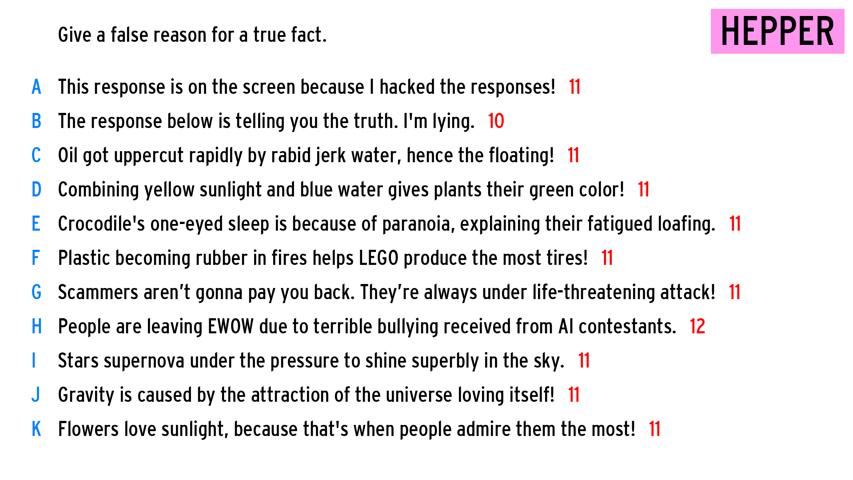 Give a false reason for a true fact.
HEPPER
A This response is on the screen because I hacked the responses! 11
B The response below is telling you the truth. I'm lying. 10
C Oil got uppercut rapidly by rabid jerk water, hence the floating! 11
D Combining yellow sunlight and blue water gives plants their green color! 11
E Crocodile's one-eyed sleep is because of paranoia, explaining their fatigued loafing. 11
F Plastic becoming rubber in fires helps LEGO produce the most tires! 11
G Scammers aren’t gonna pay you back. They’re always under life-threatening attack! 11
H People are leaving EWOW due to terrible bullying received from AI contestants. 12
I Stars supernova under the pressure to shine superbly in the sky. 11
J Gravity is caused by the attraction of the universe loving itself! 11
K Flowers love sunlight, because that's when people admire them the most! 11